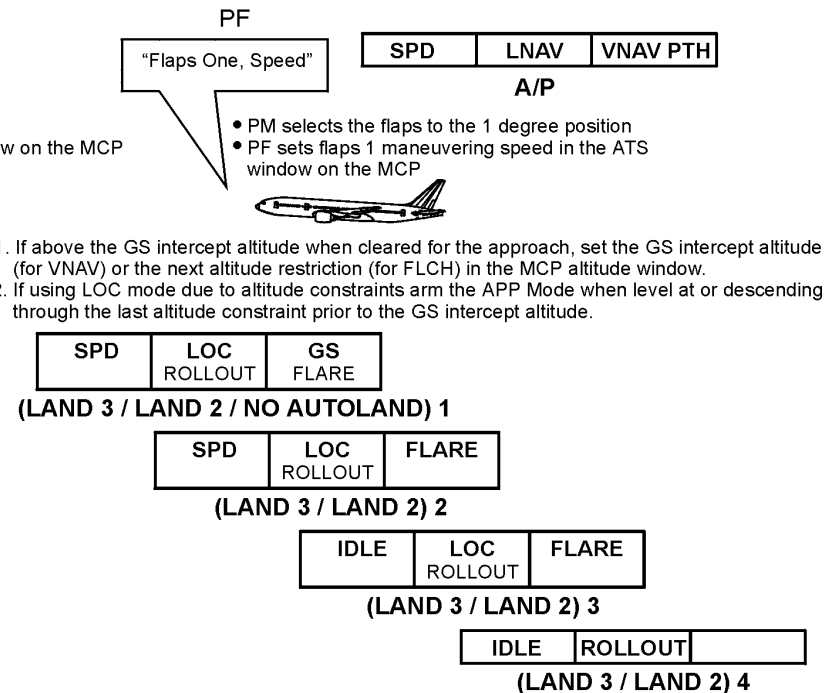 PF
“Flaps One, Speed”
SPD LNAV VNAV PTH
A/P
• PM selects the flaps to the 1 degree position
w on the MCP
• PF sets flaps 1 maneuvering speed in the ATS
window on the MCP
. If above the GS intercept altitude when cleared for the approach, set the GS intercept altitude
(for VNAV) or the next altitude restriction (for FLCH) in the MCP altitude window.
. If using LOC mode due to altitude constraints arm the APP Mode when level at or descending
through the last altitude constraint prior to the GS intercept altitude.
SPD LOC GS
ROLLOUT FLARE
(LAND 3 / LAND 2 / NO AUTOLAND) 1
SPD LOC FLARE
ROLLOUT
(LAND 3 / LAND 2) 2
IDLE LOC FLARE
ROLLOUT
(LAND 3 / LAND 2) 3
IDLE ROLLOUT
(LAND 3 / LAND 2) 4